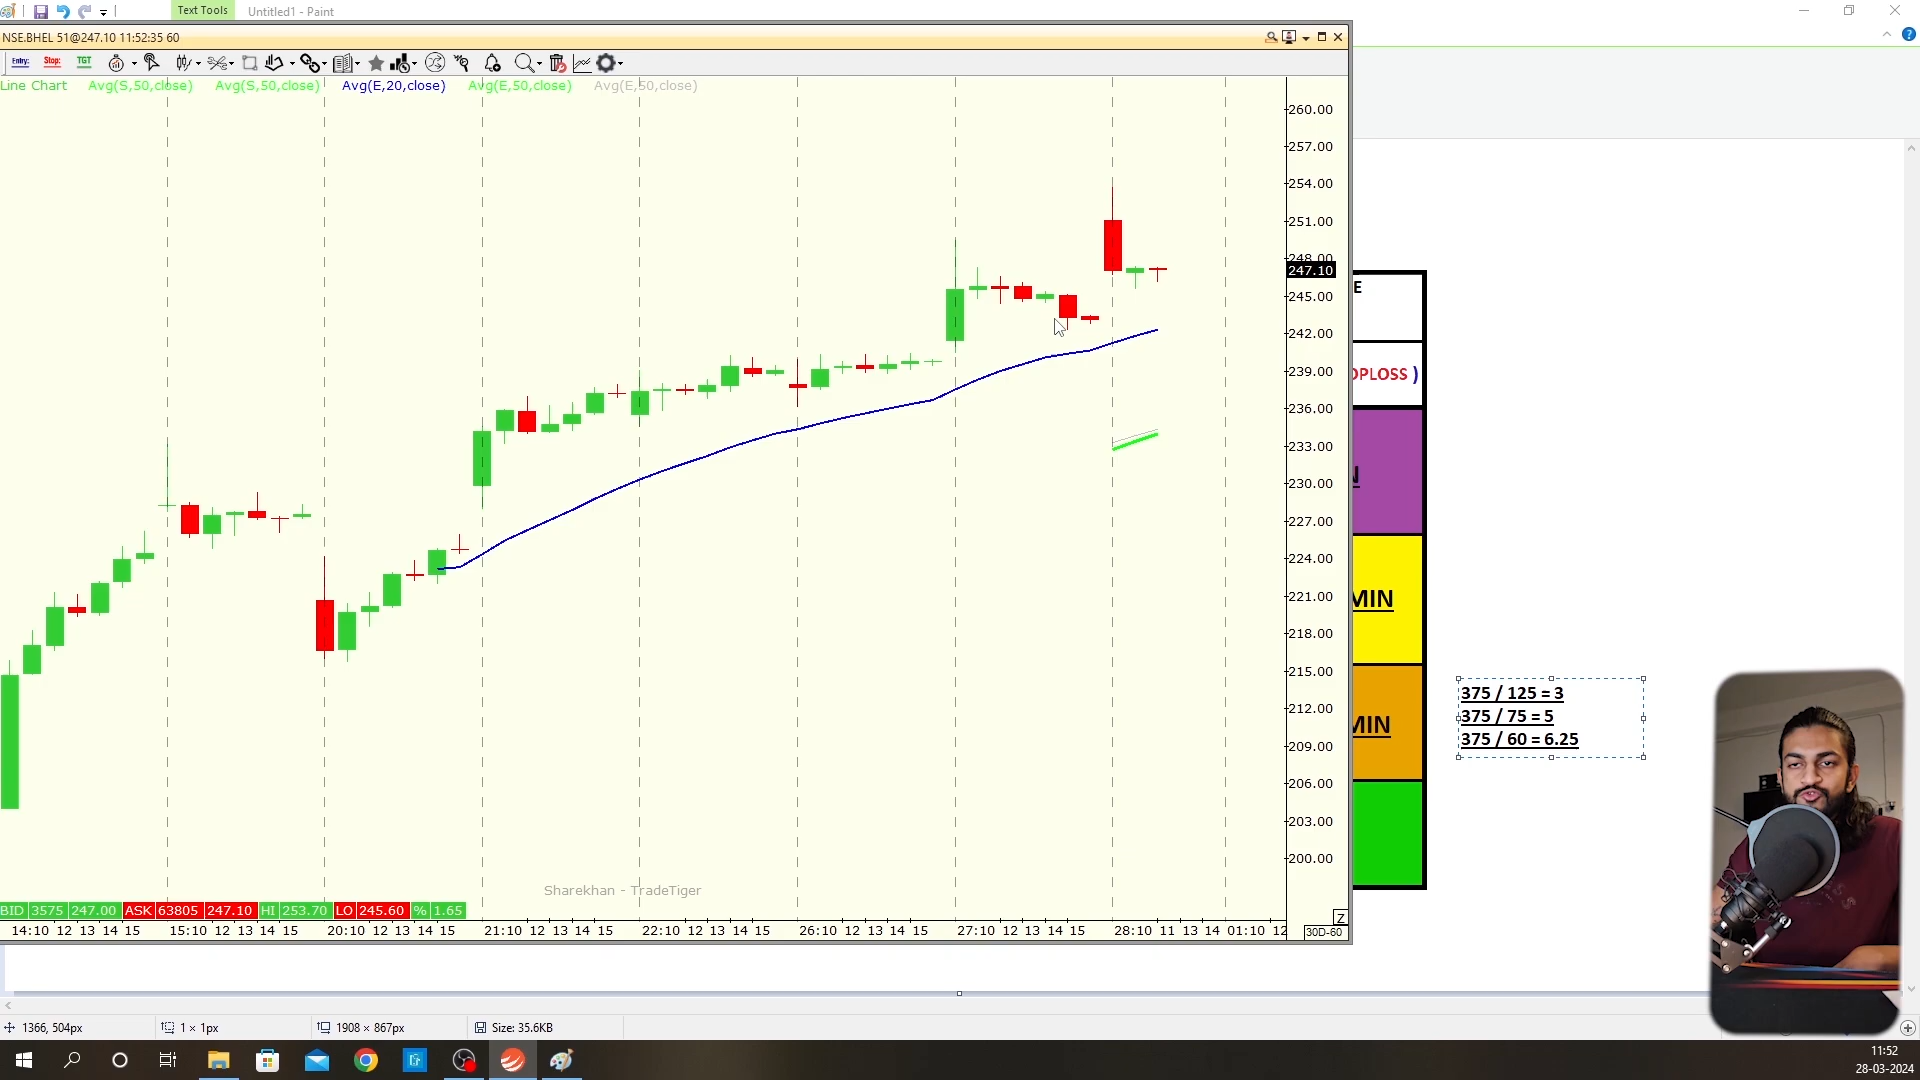 Text Tools
Untitled1 - Paint
NSE.BHEL 51@247.10 11:52:35 60
Entry: Stop: TGT
Line Chart Avg(S,50,close) Avg(S,50,close) Avg(E,20,close) Avg(E,50,close) Avg(E,50,close)
260.00
257.00
254.00
251.00
248.00
247.10
245.00
242.00
239.00
236.00
233.00
230.00
227.00
224.00
221.00
218.00
215.00
212.00
209.00
206.00
203.00
200.00
E
OPLOSS )
N
MIN
MIN
375 / 125 = 3
375 / 75 = 5
375 / 60 = 6.25
Sharekhan - TradeTiger
BID 3575 247.00 ASK 63805 247.10 HI 253.70 LO 245.60 % 1.65
Z
14:10 12 13 14 15 15:10 12 13 14 15 20:10 12 13 14 15 21:10 12 13 14 15 22:10 12 13 14 15 26:10 12 13 14 15 27:10 12 13 14 15 28:10 11 13 14 01:10 12
30D-60
1366, 504px 1 × 1px 1908 × 867px Size: 35.6KB
11:52
28-03-2024